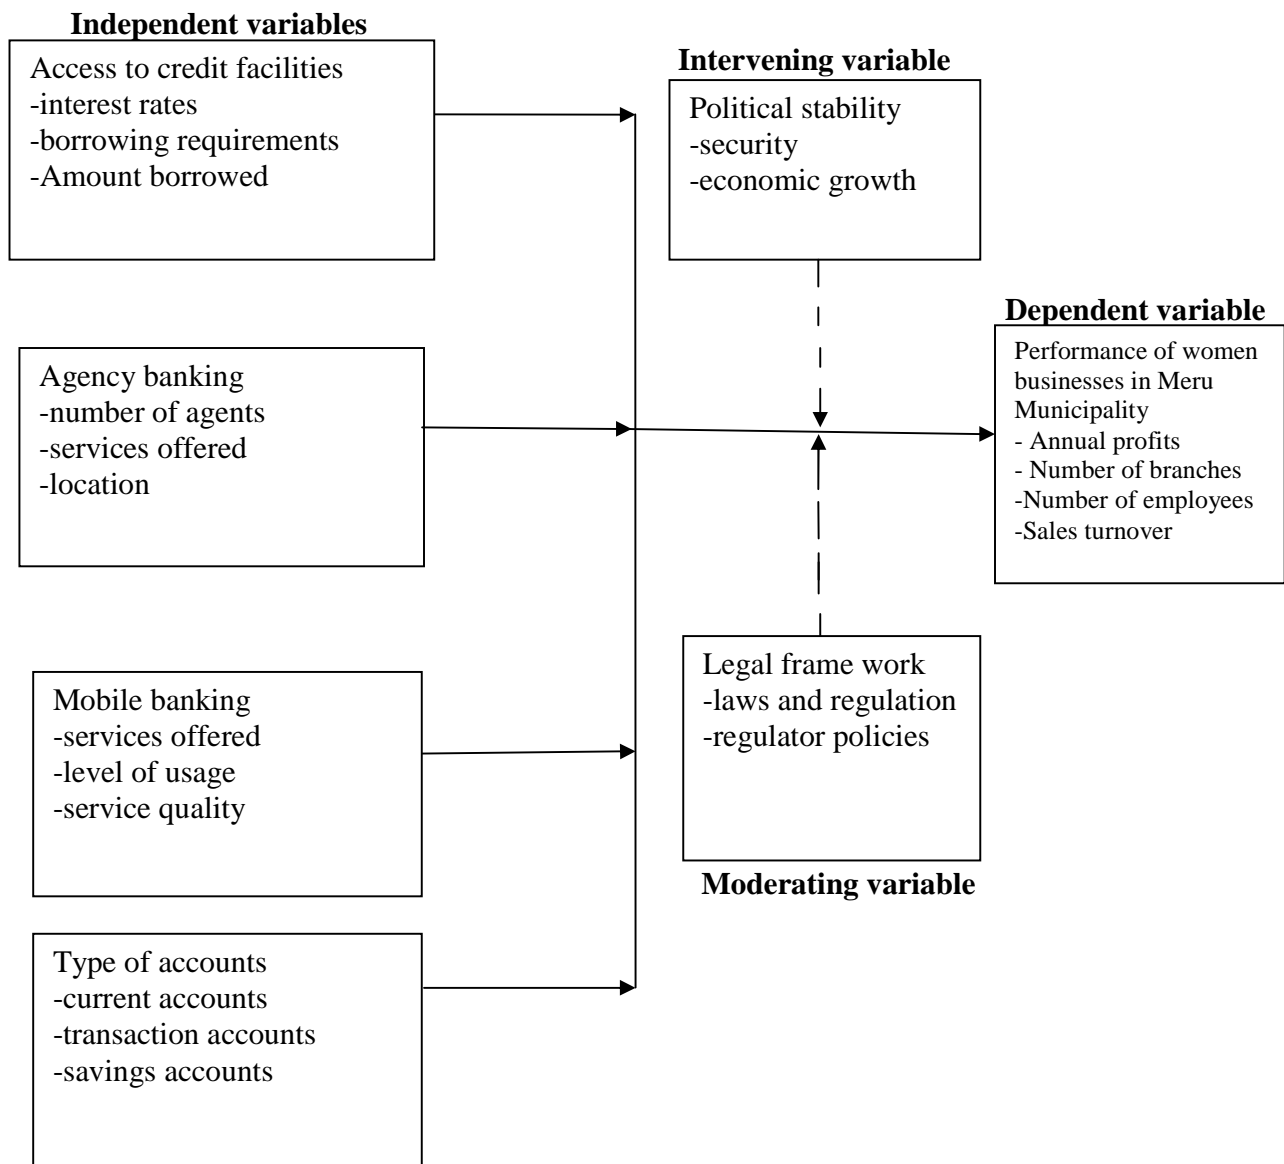 Independent variables
Access to credit facilities
-interest rates
-borrowing requirements
-Amount borrowed
Agency banking
-number of agents
-services offered
-location
Mobile banking
-services offered
-level of usage
-service quality
Type of accounts
-current accounts
-transaction accounts
-savings accounts
Intervening variable
Political stability
-security
-economic growth
Legal frame work
-laws and regulation
-regulator policies
Moderating variable
Dependent variable
Performance of women
businesses in Meru
Municipality
- Annual profits
- Number of branches
-Number of employees
-Sales turnover